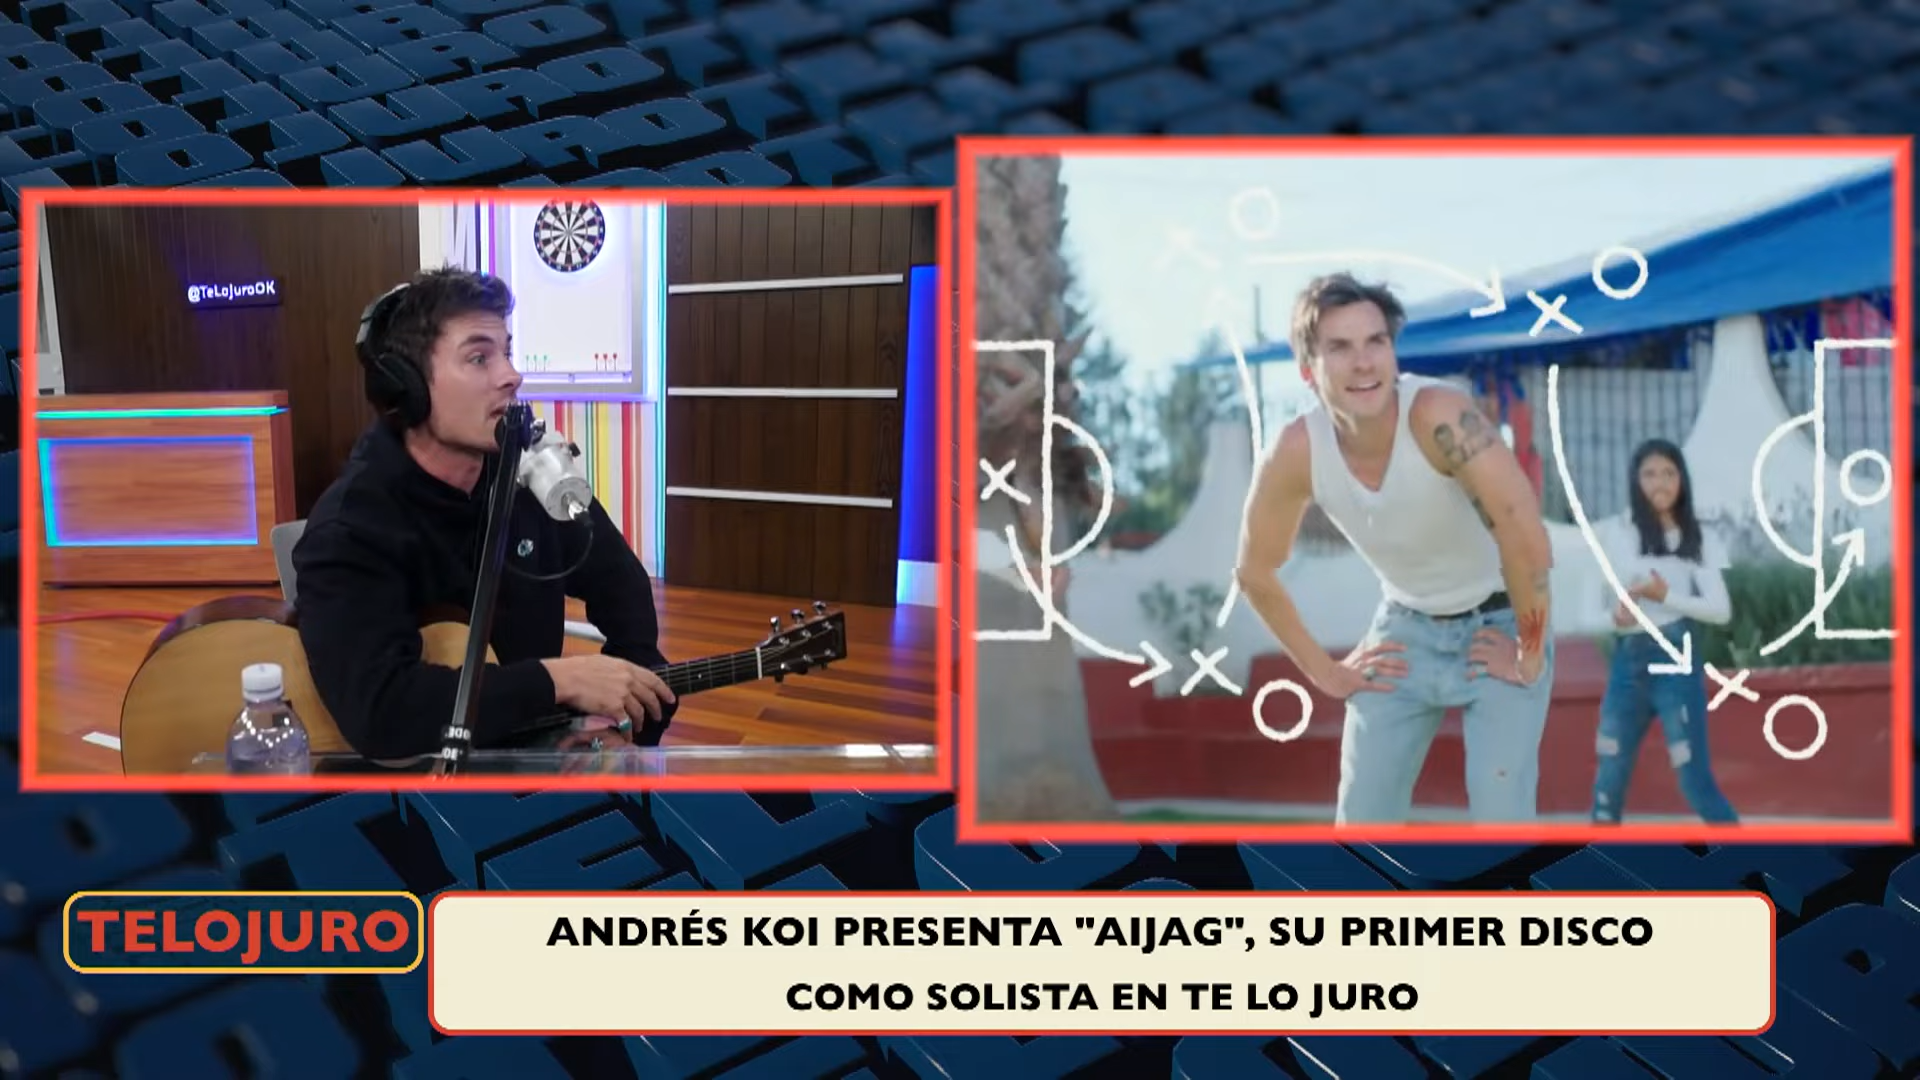 @TeLoJuroOK
TELOJURO
ANDRÉS KOI PRESENTA "AIJAG", SU PRIMER DISCO
COMO SOLISTA EN TE LO JURO